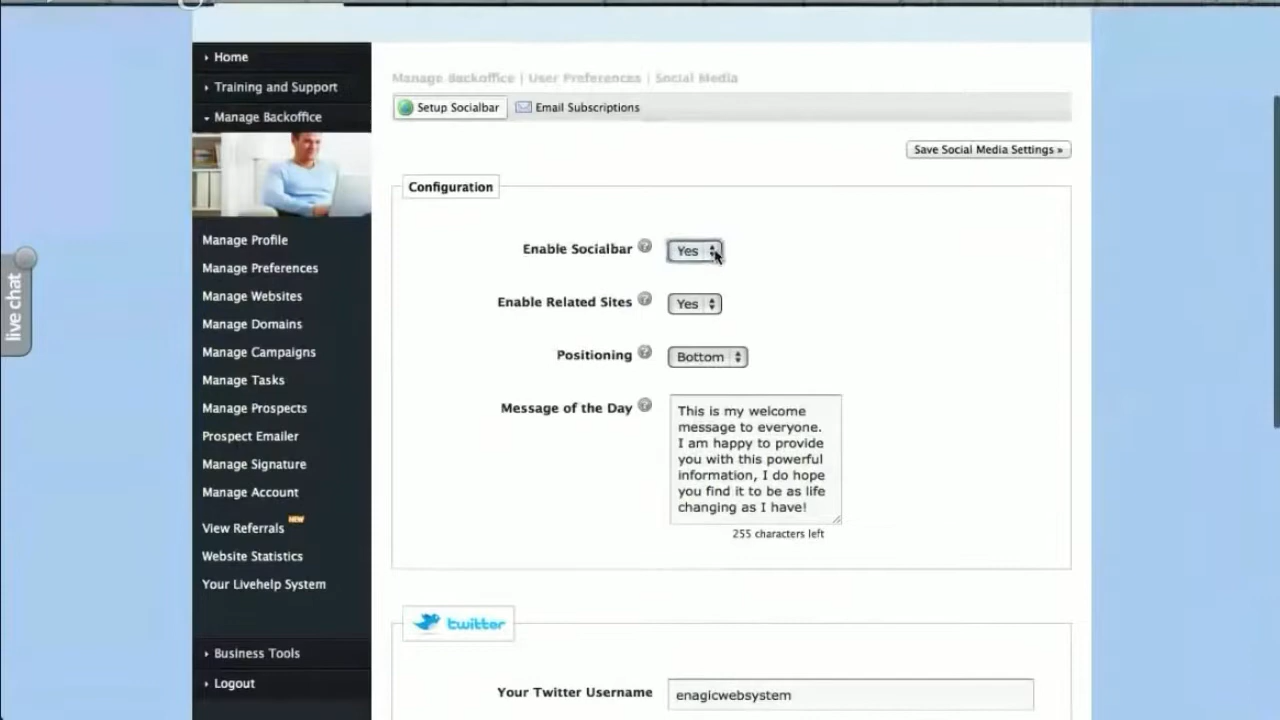 Home
Training and Support
Manage Backoffice
Manage Profile
Manage Preferences
Manage Websites
Manage Domains
Manage Campaigns
Manage Tasks
Manage Prospects
Prospect Emailer
Manage Signature
Manage Account
View Referrals NEW
Website Statistics
Your Livehelp System
Business Tools
Logout
live chat
Manage Backoffice | User Preferences | Social Media
Setup Socialbar Email Subscriptions
Save Social Media Settings »
Configuration
Enable Socialbar ? Yes
Enable Related Sites ? Yes
Positioning ? Bottom
Message of the Day ?
This is my welcome
message to everyone.
I am happy to provide
you with this powerful
information, I do hope
you find it to be as life
changing as I have!
255 characters left
twitter
Your Twitter Username enagicwebsystem